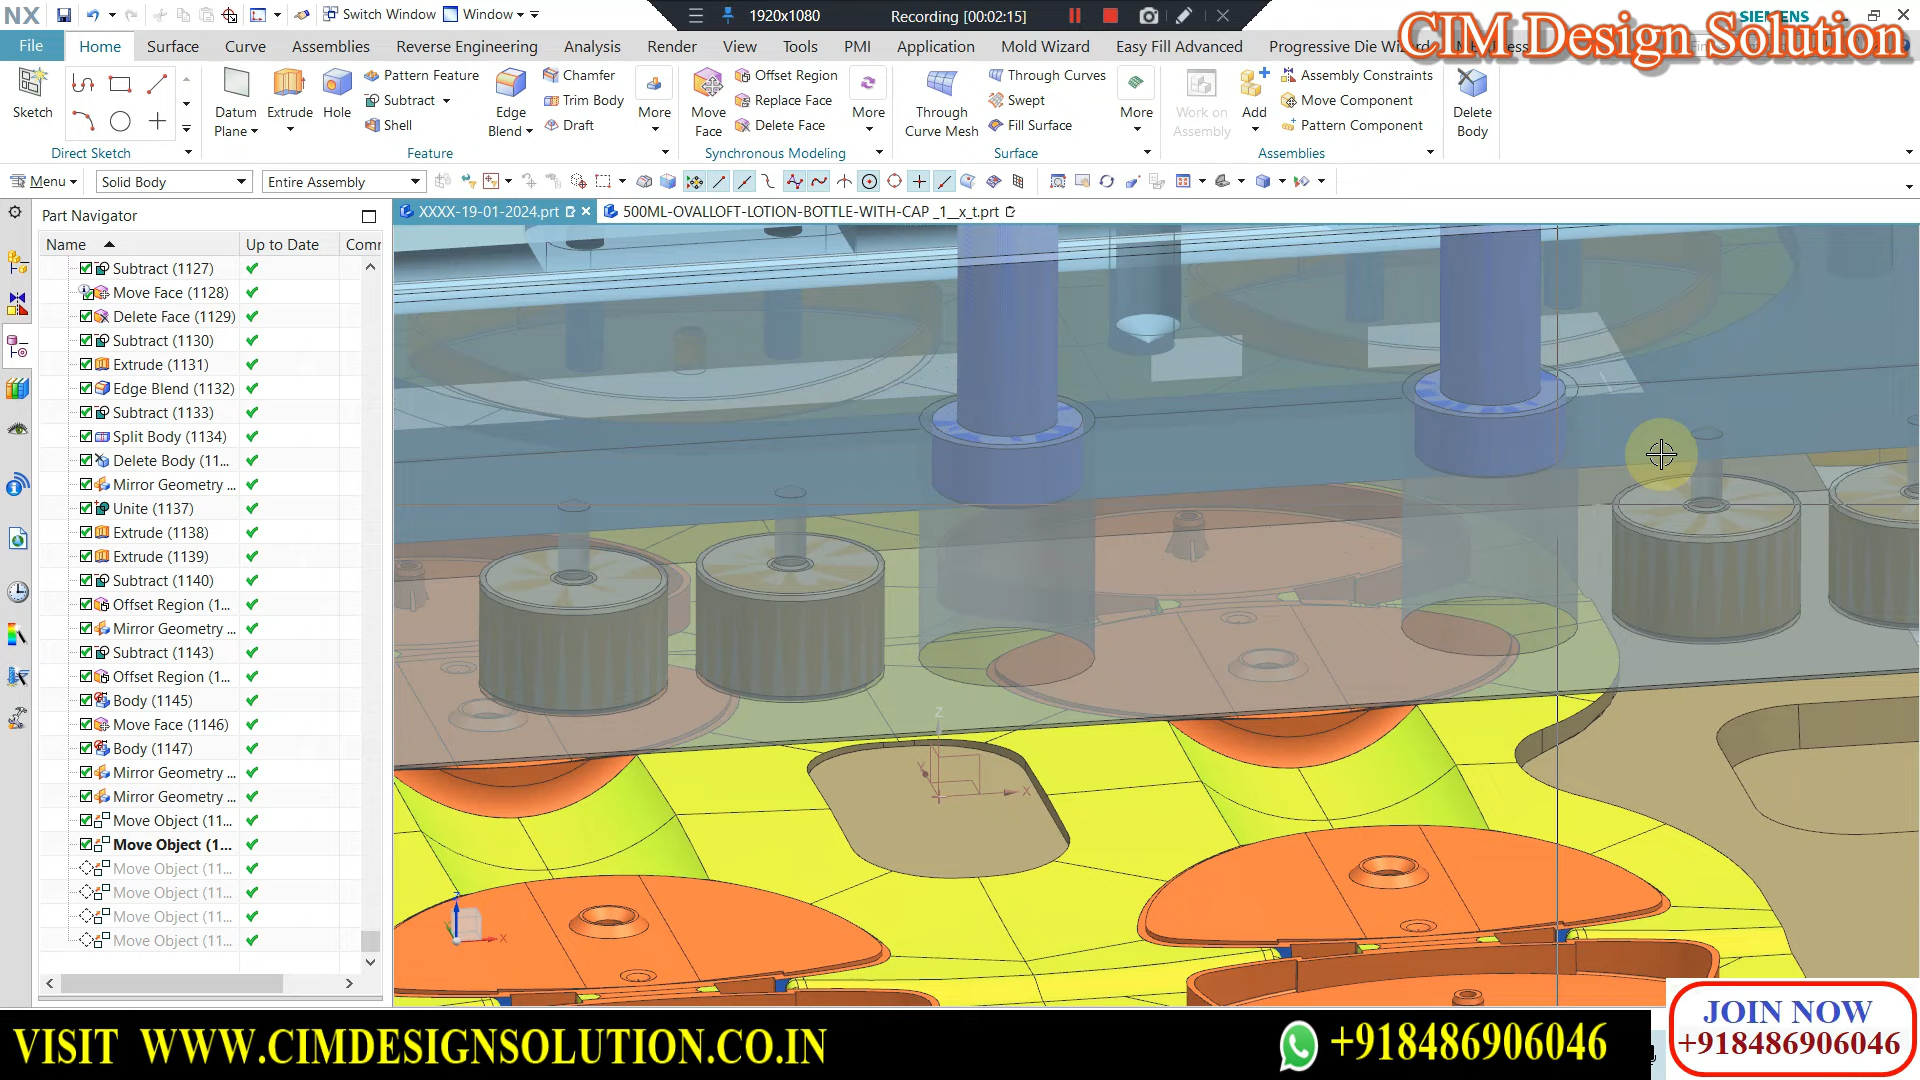 NX
Switch Window
Window
1920x1080
Recording [00:02:15]
SIEMENS
CIM Design Solution
File
Home
Surface
Curve
Assemblies
Reverse Engineering
Analysis
Render
View
Tools
PMI
Application
Mold Wizard
Easy Fill Advanced
Progressive Die Wizard
Sketch
Direct Sketch
Datum Plane
Extrude
Hole
Pattern Feature
Subtract
Shell
Edge Blend
Chamfer
Trim Body
Draft
More
Feature
Move Face
Offset Region
Replace Face
Delete Face
More
Synchronous Modeling
Through Curve Mesh
Through Curves
Swept
Fill Surface
More
Surface
Work on Assembly
Add
Assembly Constraints
Move Component
Pattern Component
Assemblies
Delete Body
Menu
Solid Body
Entire Assembly
Part Navigator
XXXX-19-01-2024.prt
500ML-OVALLOFT-LOTION-BOTTLE-WITH-CAP _1__x_t.prt
Name
Up to Date
Comr
Subtract (1127)
Move Face (1128)
Delete Face (1129)
Subtract (1130)
Extrude (1131)
Edge Blend (1132)
Subtract (1133)
Split Body (1134)
Delete Body (11...
Mirror Geometry ...
Unite (1137)
Extrude (1138)
Extrude (1139)
Subtract (1140)
Offset Region (1...
Mirror Geometry ...
Subtract (1143)
Offset Region (1...
Body (1145)
Move Face (1146)
Body (1147)
Mirror Geometry ...
Mirror Geometry ...
Move Object (11...
Move Object (1...
Move Object (11...
Move Object (11...
Move Object (11...
Move Object (11...
Z
Y
X
Z
X
VISIT WWW.CIMDESIGNSOLUTION.CO.IN
+918486906046
JOIN NOW
+918486906046